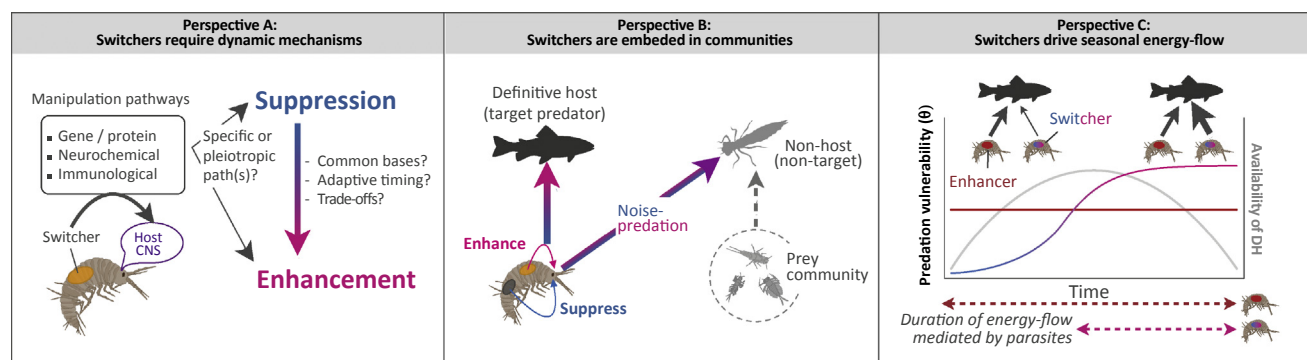 Perspective A:
Switchers require dynamic mechanisms
Manipulation pathways
▪ Gene / protein
▪ Neurochemical
▪ Immunological
Switcher
Host
CNS
Specific or
pleiotropic
path(s)?
Suppression
- Common bases?
- Adaptive timing?
- Trade-offs?
Enhancement
Perspective B:
Switchers are embeded in communities
Definitive host
(target predator)
Non-host
(non-target)
Noise-
predation
Enhance
Suppress
Prey
community
Perspective C:
Switchers drive seasonal energy-flow
Predation vulnerability (θ)
Switcher
Enhancer
Availability of DH
Time
Duration of energy-flow
mediated by parasites